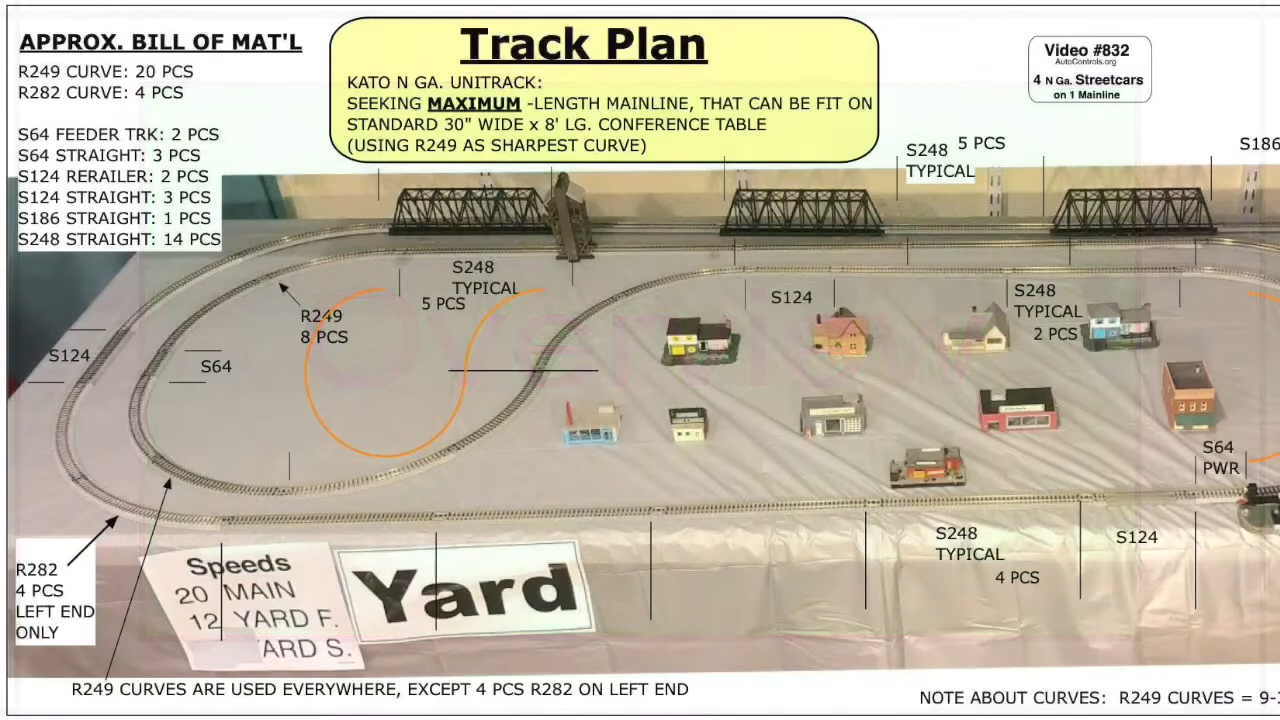 APPROX. BILL OF MAT'L
R249 CURVE: 20 PCS
R282 CURVE: 4 PCS
S64 FEEDER TRK: 2 PCS
S64 STRAIGHT: 3 PCS
S124 RERAILER: 2 PCS
S124 STRAIGHT: 3 PCS
S186 STRAIGHT: 1 PCS
S248 STRAIGHT: 14 PCS
Track Plan
KATO N GA. UNITRACK:
SEEKING MAXIMUM -LENGTH MAINLINE, THAT CAN BE FIT ON
STANDARD 30" WIDE x 8' LG. CONFERENCE TABLE
(USING R249 AS SHARPEST CURVE)
Video #832
AutoControls.org
4 N Ga. Streetcars
on 1 Mainline
S248 5 PCS
TYPICAL
S186
S248
TYPICAL
5 PCS
R249
8 PCS
S124
S248
TYPICAL
2 PCS
S124
S64
Overview
S64
PWR
S248
TYPICAL
4 PCS
S124
R282
4 PCS
LEFT END
ONLY
Speeds
20 MAIN
12 YARD F.
YARD S.
Yard
R249 CURVES ARE USED EVERYWHERE, EXCEPT 4 PCS R282 ON LEFT END
NOTE ABOUT CURVES: R249 CURVES = 9-